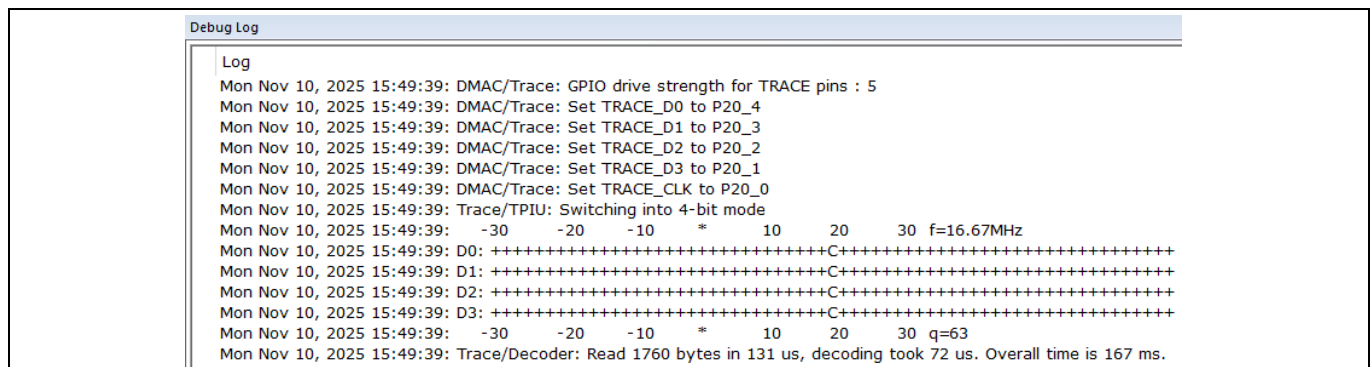 Debug Log
Log
Mon Nov 10, 2025 15:49:39: DMAC/Trace: GPIO drive strength for TRACE pins : 5
Mon Nov 10, 2025 15:49:39: DMAC/Trace: Set TRACE_D0 to P20_4
Mon Nov 10, 2025 15:49:39: DMAC/Trace: Set TRACE_D1 to P20_3
Mon Nov 10, 2025 15:49:39: DMAC/Trace: Set TRACE_D2 to P20_2
Mon Nov 10, 2025 15:49:39: DMAC/Trace: Set TRACE_D3 to P20_1
Mon Nov 10, 2025 15:49:39: DMAC/Trace: Set TRACE_CLK to P20_0
Mon Nov 10, 2025 15:49:39: Trace/TPIU: Switching into 4-bit mode
Mon Nov 10, 2025 15:49:39: -30 -20 -10 * 10 20 30 f=16.67MHz
Mon Nov 10, 2025 15:49:39: D0: +++++++++++++++++++++++++++++++C+++++++++++++++++++++++++++++++
Mon Nov 10, 2025 15:49:39: D1: +++++++++++++++++++++++++++++++C+++++++++++++++++++++++++++++++
Mon Nov 10, 2025 15:49:39: D2: +++++++++++++++++++++++++++++++C+++++++++++++++++++++++++++++++
Mon Nov 10, 2025 15:49:39: D3: +++++++++++++++++++++++++++++++C+++++++++++++++++++++++++++++++
Mon Nov 10, 2025 15:49:39: -30 -20 -10 * 10 20 30 q=63
Mon Nov 10, 2025 15:49:39: Trace/Decoder: Read 1760 bytes in 131 us, decoding took 72 us. Overall time is 167 ms.